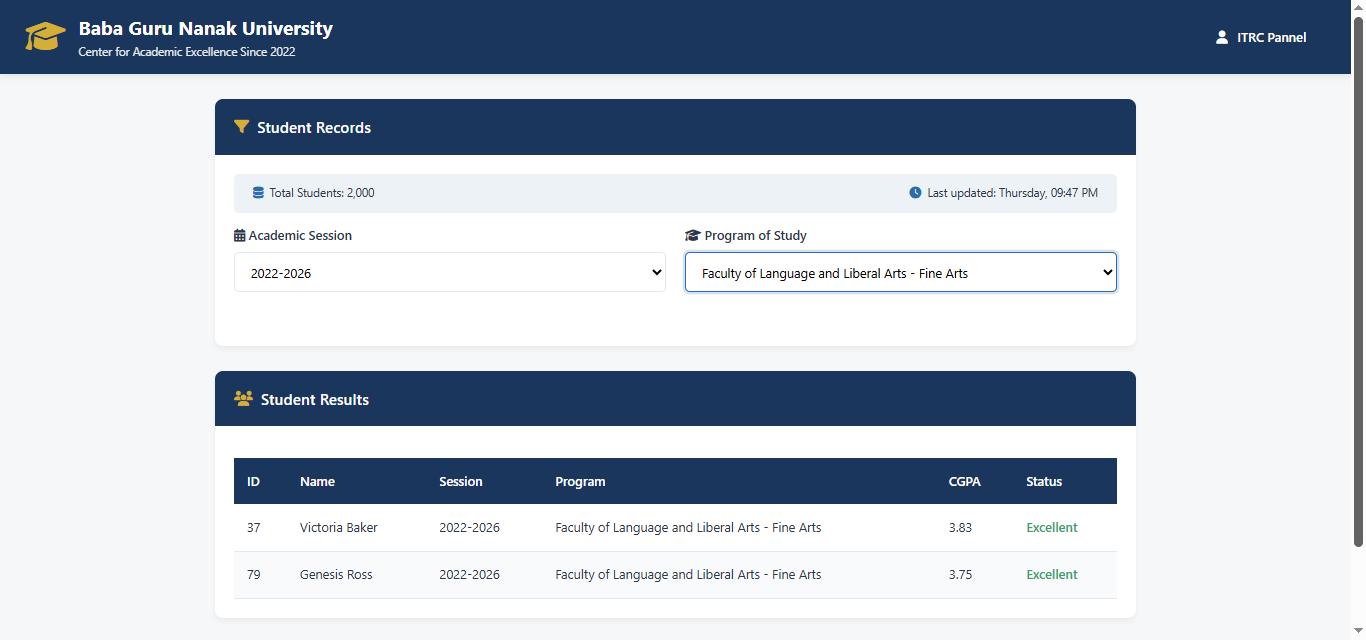 Baba Guru Nanak University
Center for Academic Excellence Since 2022
ITRC Pannel
Student Records
Total Students: 2,000
Last updated: Thursday, 09:47 PM
Academic Session
Program of Study
2022-2026
Faculty of Language and Liberal Arts - Fine Arts
Student Results
ID Name Session Program CGPA Status
37 Victoria Baker 2022-2026 Faculty of Language and Liberal Arts - Fine Arts 3.83 Excellent
79 Genesis Ross 2022-2026 Faculty of Language and Liberal Arts - Fine Arts 3.75 Excellent